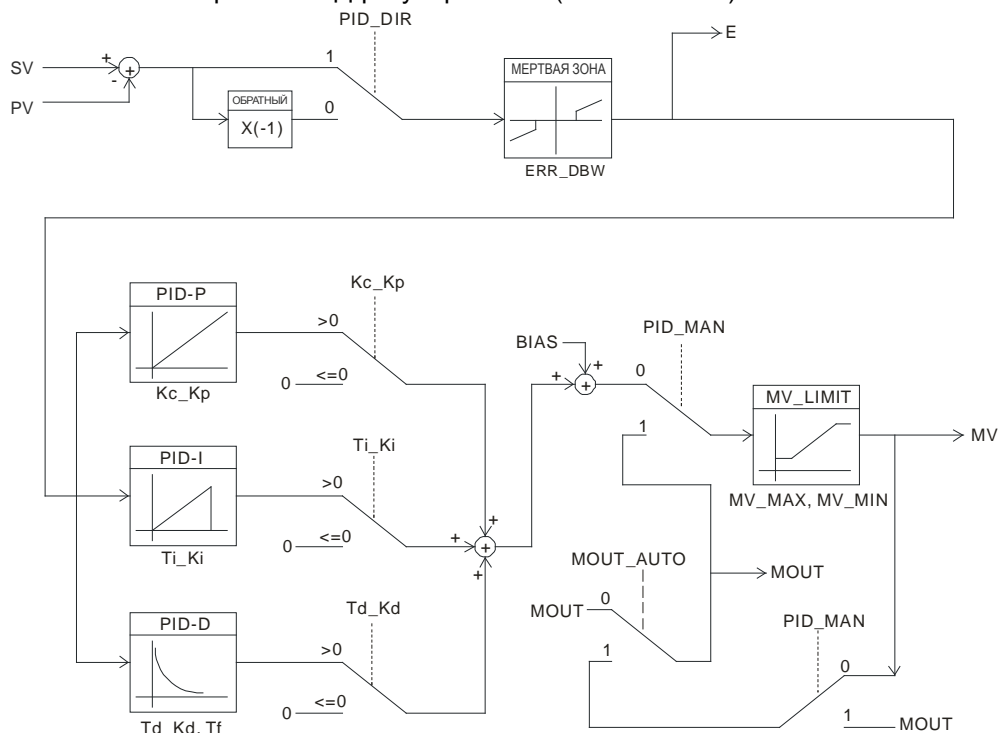 PID_DIR
E
SV
+
+
-
PV
1
0
ОБРАТНЫЙ
X(-1)
МЕРТВАЯ ЗОНА
ERR_DBW
PID-P
Kc_Kp
Kc_Kp
>0
0
<=0
PID-I
Ti_Ki
Ti_Ki
>0
0
<=0
PID-D
Td_Kd, Tf
Td_Kd
>0
0
<=0
+
+
+
+
BIAS
+
+
+
PID_MAN
0
1
MV_LIMIT
MV_MAX, MV_MIN
MV
MOUT_AUTO
MOUT
0
1
MOUT
PID_MAN
0
1
MOUT